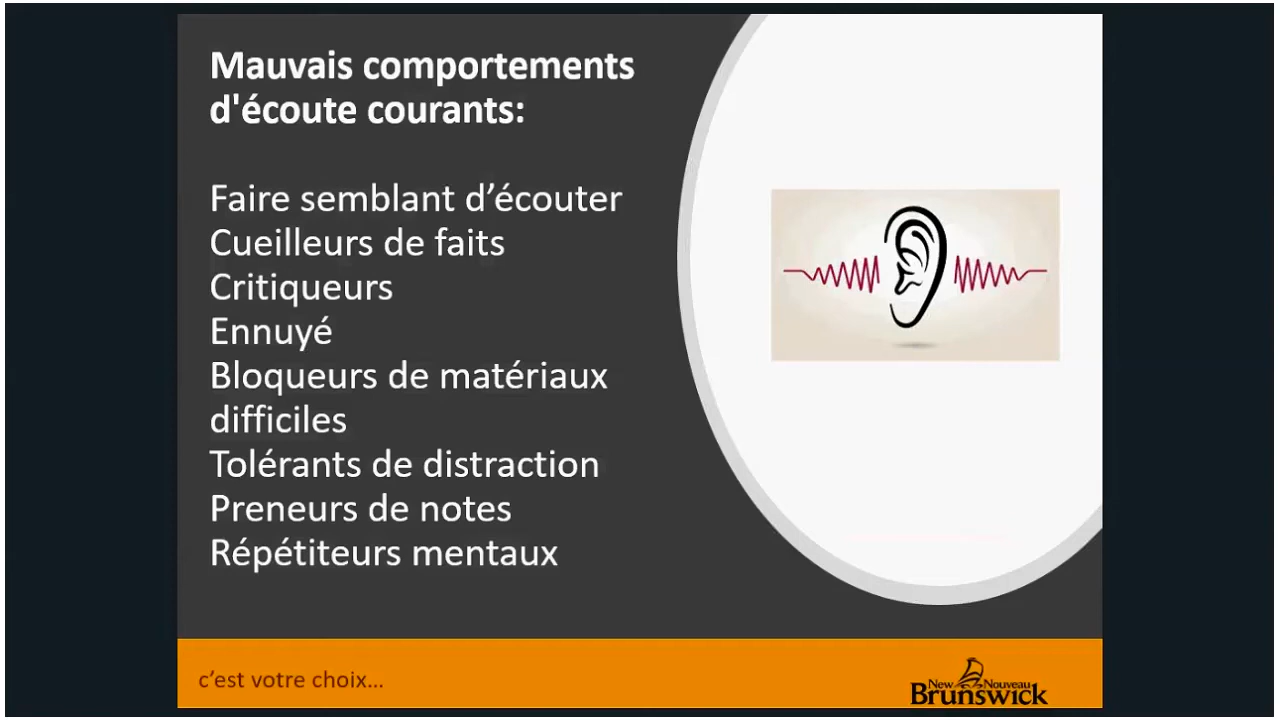 Mauvais comportements
d'écoute courants:
Faire semblant d’écouter
Cueilleurs de faits
Critiqueurs
Ennuyé
Bloqueurs de matériaux
difficiles
Tolérants de distraction
Preneurs de notes
Répétiteurs mentaux
c’est votre choix...
New Nouveau
Brunswick